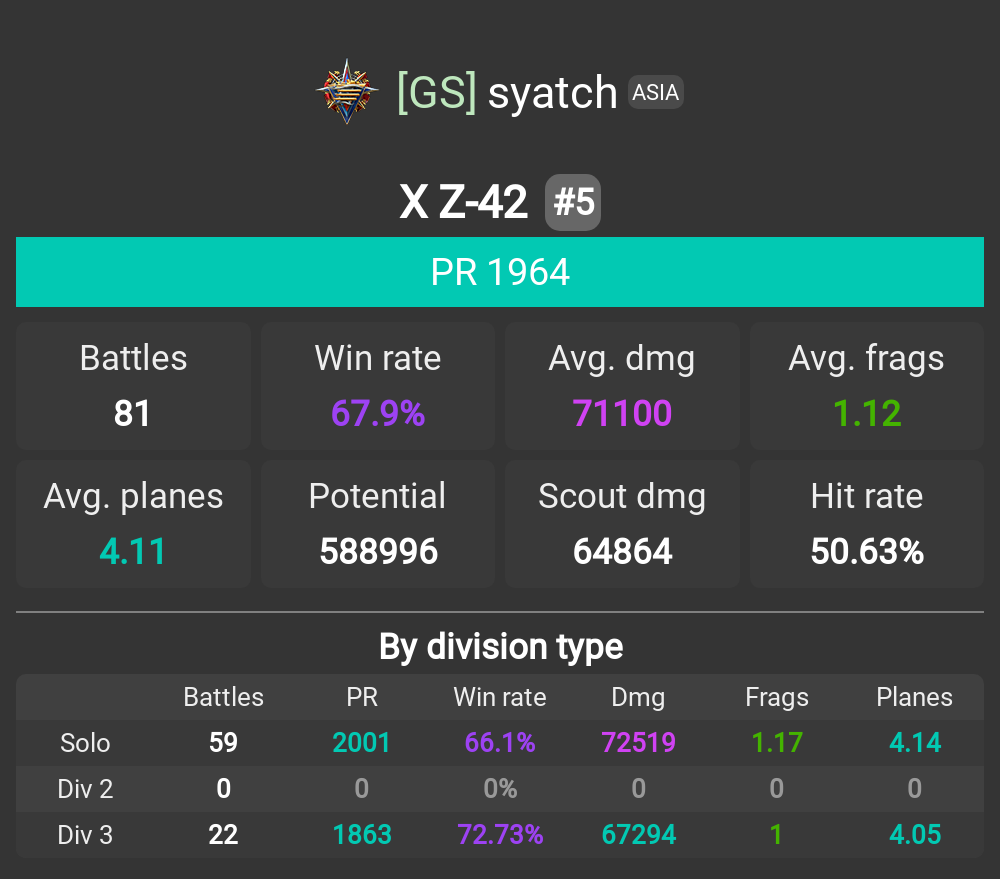 [GS] syatch ASIA
X Z-42 #5
PR 1964
Battles Win rate Avg. dmg Avg. frags
81 67.9% 71100 1.12
Avg. planes Potential Scout dmg Hit rate
4.11 588996 64864 50.63%
By division type
Battles PR Win rate Dmg Frags Planes
Solo 59 2001 66.1% 72519 1.17 4.14
Div 2 0 0 0% 0 0 0
Div 3 22 1863 72.73% 67294 1 4.05